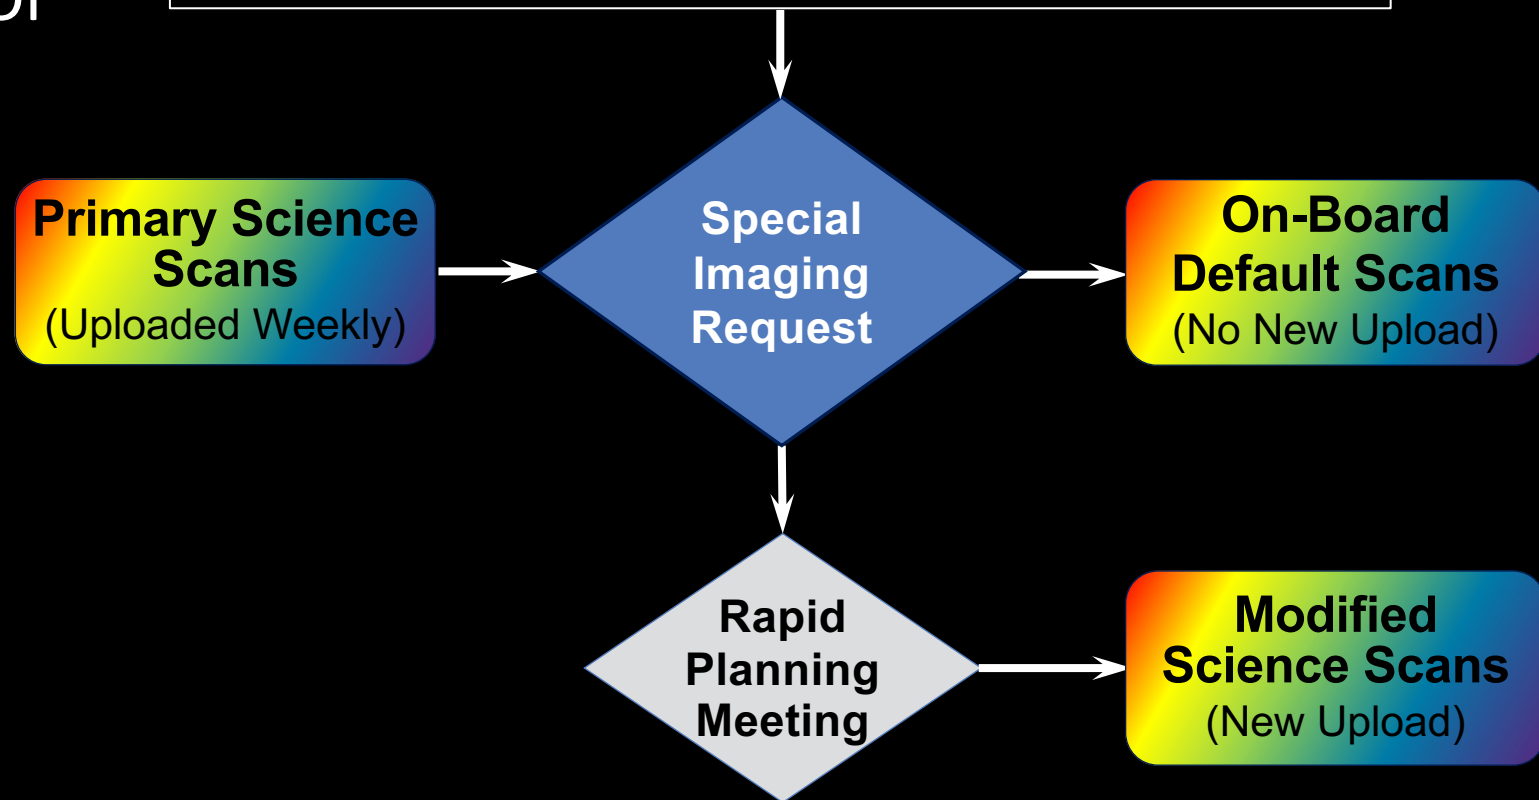 Primary Science
Scans
(Uploaded Weekly)
Special
Imaging
Request
On-Board
Default Scans
(No New Upload)
Rapid
Planning
Meeting
Modified
Science Scans
(New Upload)